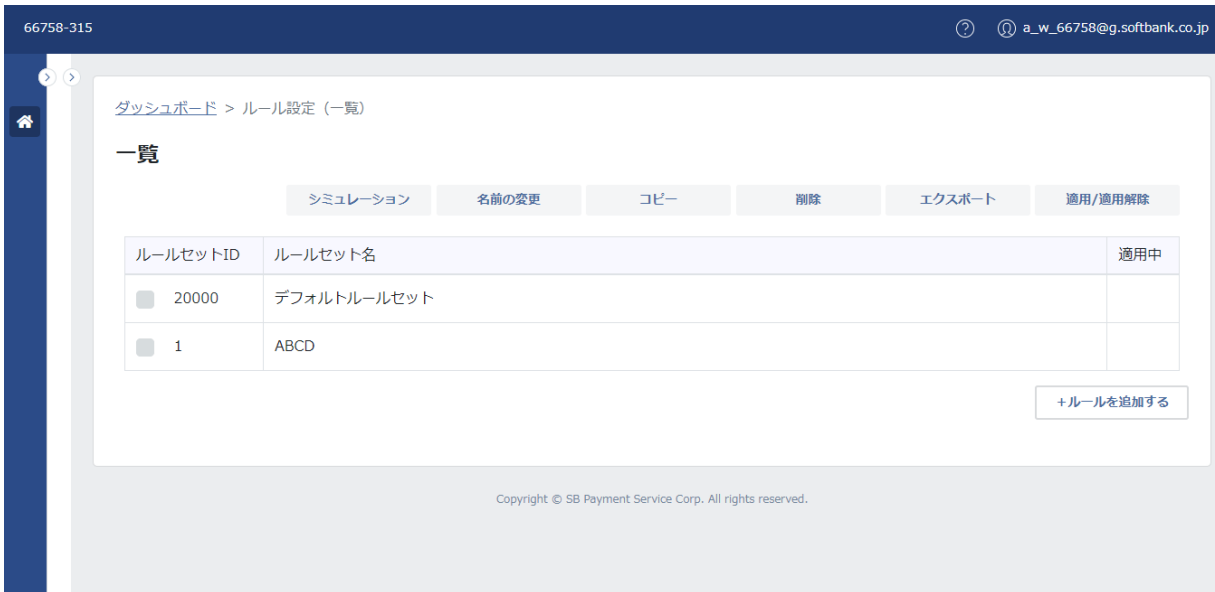 66758-315
a_w_66758@g.softbank.co.jp
ダッシュボード > ルール設定（一覧）
一覧
シミュレーション 名前の変更 コピー 削除 エクスポート 適用/適用解除
ルールセットID ルールセット名 適用中
20000 デフォルトルールセット
1 ABCD
+ルールを追加する
Copyright © SB Payment Service Corp. All rights reserved.